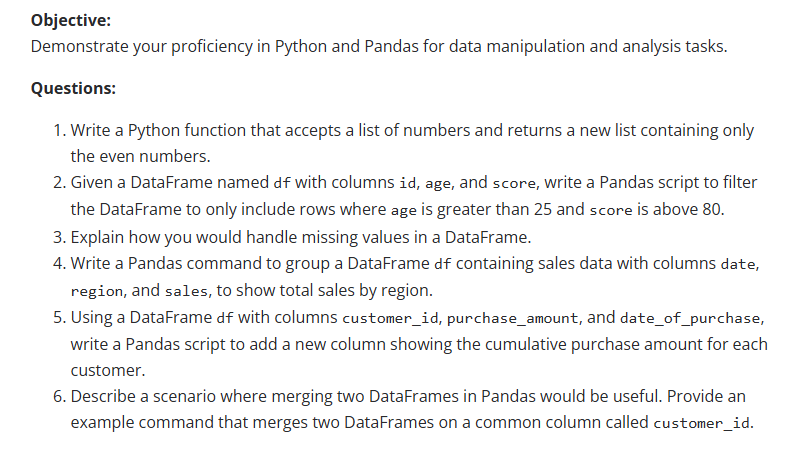 Objective:
Demonstrate your proficiency in Python and Pandas for data manipulation and analysis tasks.
Questions:
1. Write a Python function that accepts a list of numbers and returns a new list containing only
the even numbers.
2. Given a DataFrame named df with columns id, age, and score, write a Pandas script to filter
the DataFrame to only include rows where age is greater than 25 and score is above 80.
3. Explain how you would handle missing values in a DataFrame.
4. Write a Pandas command to group a DataFrame df containing sales data with columns date,
region, and sales, to show total sales by region.
5. Using a DataFrame df with columns customer_id, purchase_amount, and date_of_purchase,
write a Pandas script to add a new column showing the cumulative purchase amount for each
customer.
6. Describe a scenario where merging two DataFrames in Pandas would be useful. Provide an
example command that merges two DataFrames on a common column called customer_id.